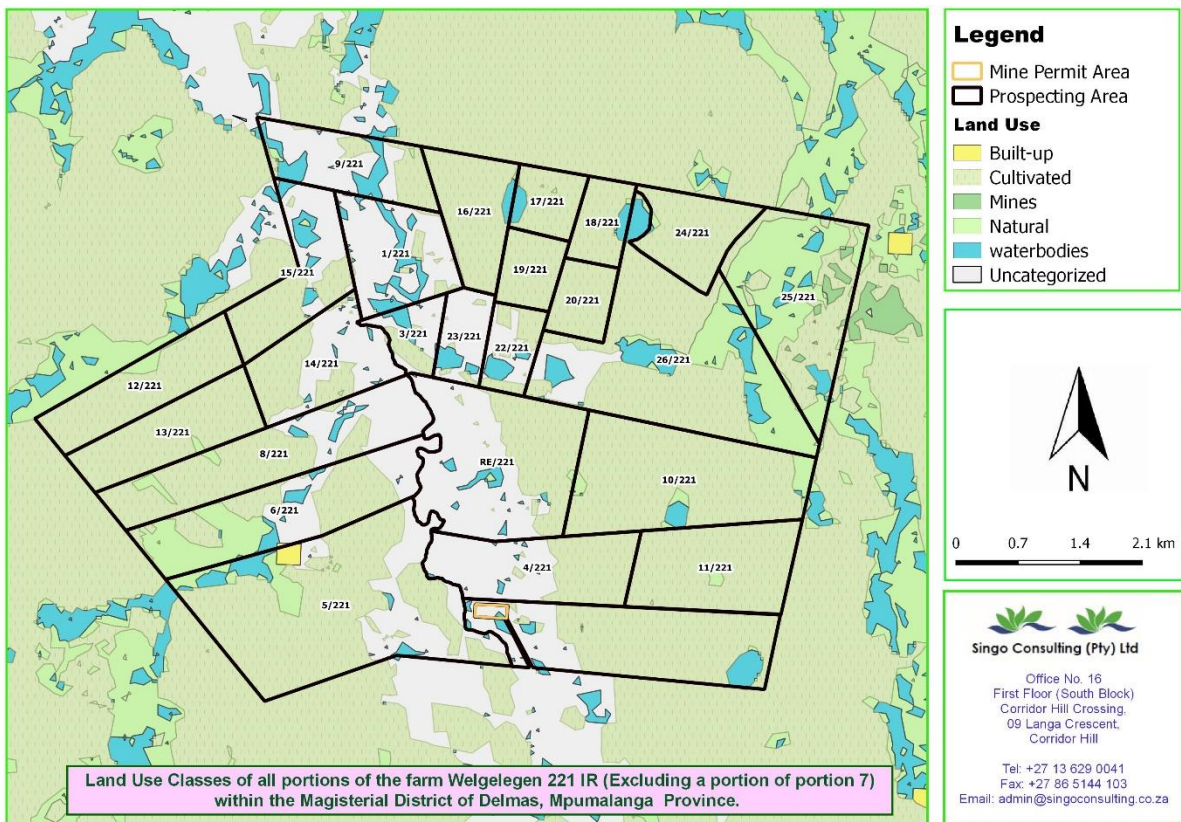 9/221
16/221
17/221
18/221
24/221
1/221
19/221
15/221
20/221
25/221
3/221
23/221
22/221
26/221
14/221
12/221
13/221
8/221
RE/221
10/221
6/221
4/221
11/221
5/221
Land Use Classes of all portions of the farm Welgelegen 221 IR (Excluding a portion of portion 7)
within the Magisterial District of Delmas, Mpumalanga Province.
Legend
Mine Permit Area
Prospecting Area
Land Use
Built-up
Cultivated
Mines
Natural
waterbodies
Uncategorized
N
0 0.7 1.4 2.1 km
Singo Consulting (Pty) Ltd
Office No. 16
First Floor (South Block)
Corridor Hill Crossing.
09 Langa Crescent,
Corridor Hill
Tel: +27 13 629 0041
Fax: +27 86 5144 103
Email: admin@singoconsulting.co.za